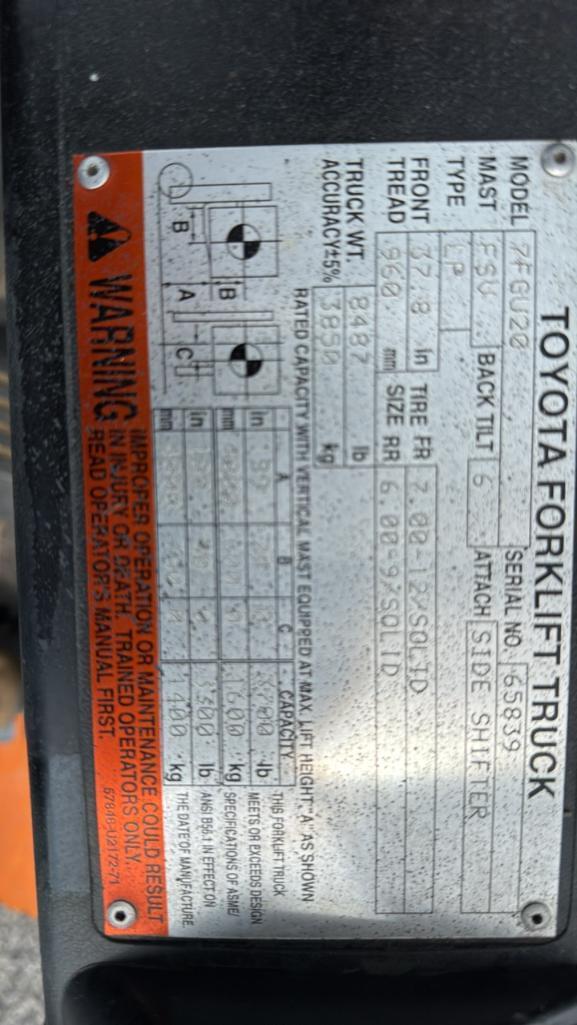 TOYOTA FORKLIFT TRUCK
MODEL 7FGU20 SERIAL NO. 65839
MAST FSV BACK TILT 6 ATTACH SIDE SHIFTER
TYPE LP
FRONT TREAD 37.8 in TIRE SIZE FR 7.00-12/SOLID
960 mm RR 6.00-9/SOLID
TRUCK WT. 8487 lb
ACCURACY±5% 3850 kg
RATED CAPACITY WITH VERTICAL MAST EQUIPPED AT MAX. LIFT HEIGHT "A" AS SHOWN
A B C CAPACITY
in lb
mm 1600 kg
in lb
mm 1400 kg
B A B C
THIS FORKLIFT TRUCK
MEETS OR EXCEEDS DESIGN
SPECIFICATIONS OF ASME/
ANSI B56.1 IN EFFECT ON
THE DATE OF MANUFACTURE
WARNING
IMPROPER OPERATION OR MAINTENANCE COULD RESULT
IN INJURY OR DEATH. TRAINED OPERATORS ONLY.
READ OPERATOR'S MANUAL FIRST.
57846-U2172-71